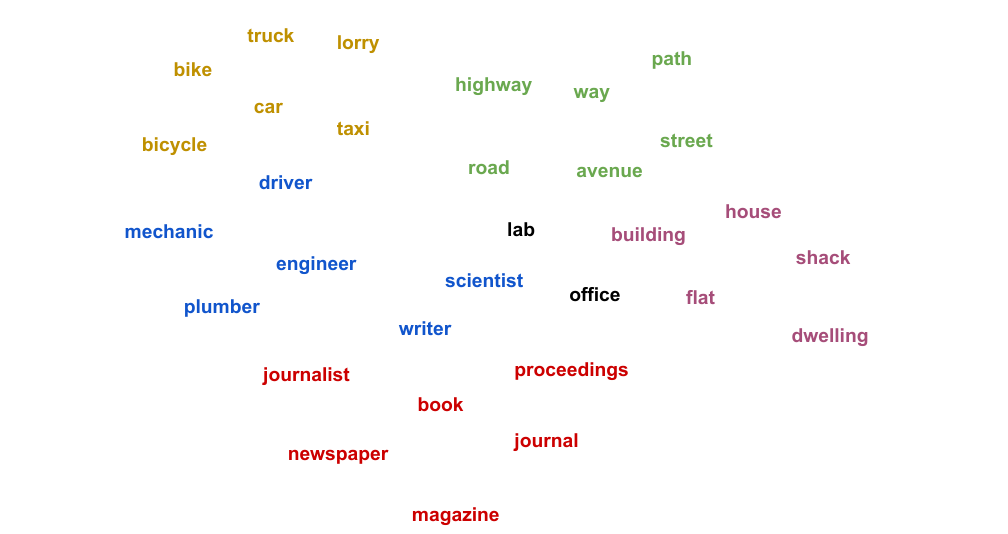 truck
lorry
path
bike
highway
way
car
taxi
street
bicycle
road
avenue
driver
house
mechanic
lab
building
shack
engineer
scientist
office
flat
plumber
writer
dwelling
journalist
proceedings
book
journal
newspaper
magazine